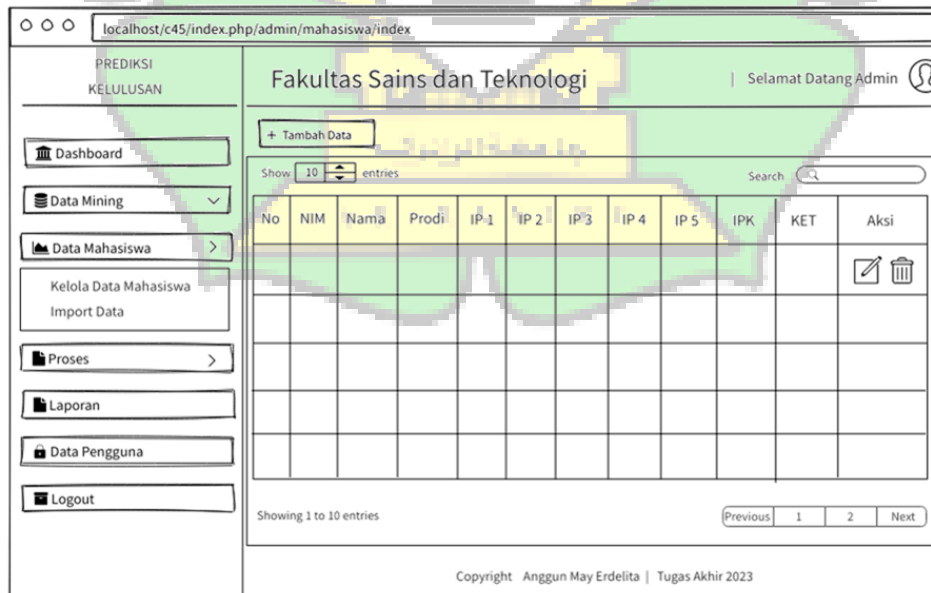 localhost/c45/index.php/admin/mahasiswa/index
PREDIKSI
KELULUSAN
Dashboard
Data Mining
Data Mahasiswa
Kelola Data Mahasiswa
Import Data
Proses
Laporan
Data Pengguna
Logout
Fakultas Sains dan Teknologi
| Selamat Datang Admin
+ Tambah Data
Show 10 entries
Search
No NIM Nama Prodi IP 1 IP 2 IP 3 IP 4 IP 5 IPK KET Aksi
Showing 1 to 10 entries
Previous 1 2 Next
Copyright Anggun May Erdelita | Tugas Akhir 2023